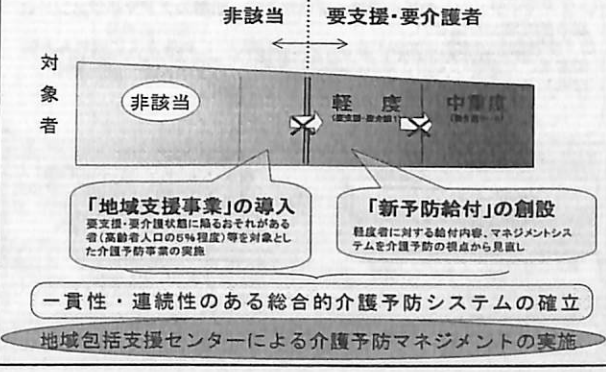 非該当 要支援・要介護者
対象者
非該当
軽 度 中重度
(要支援・要介護1)
「地域支援事業」の導入
要支援・要介護状態に陥るおそれがある
者(高齢者人口の5%程度)等を対象とし
た介護予防事業の実施
「新予防給付」の創設
軽度者に対する給付内容、マネジメントシス
テムを介護予防の視点から見直し
一貫性・連続性のある総合的介護予防システムの確立
地域包括支援センターによる介護予防マネジメントの実施